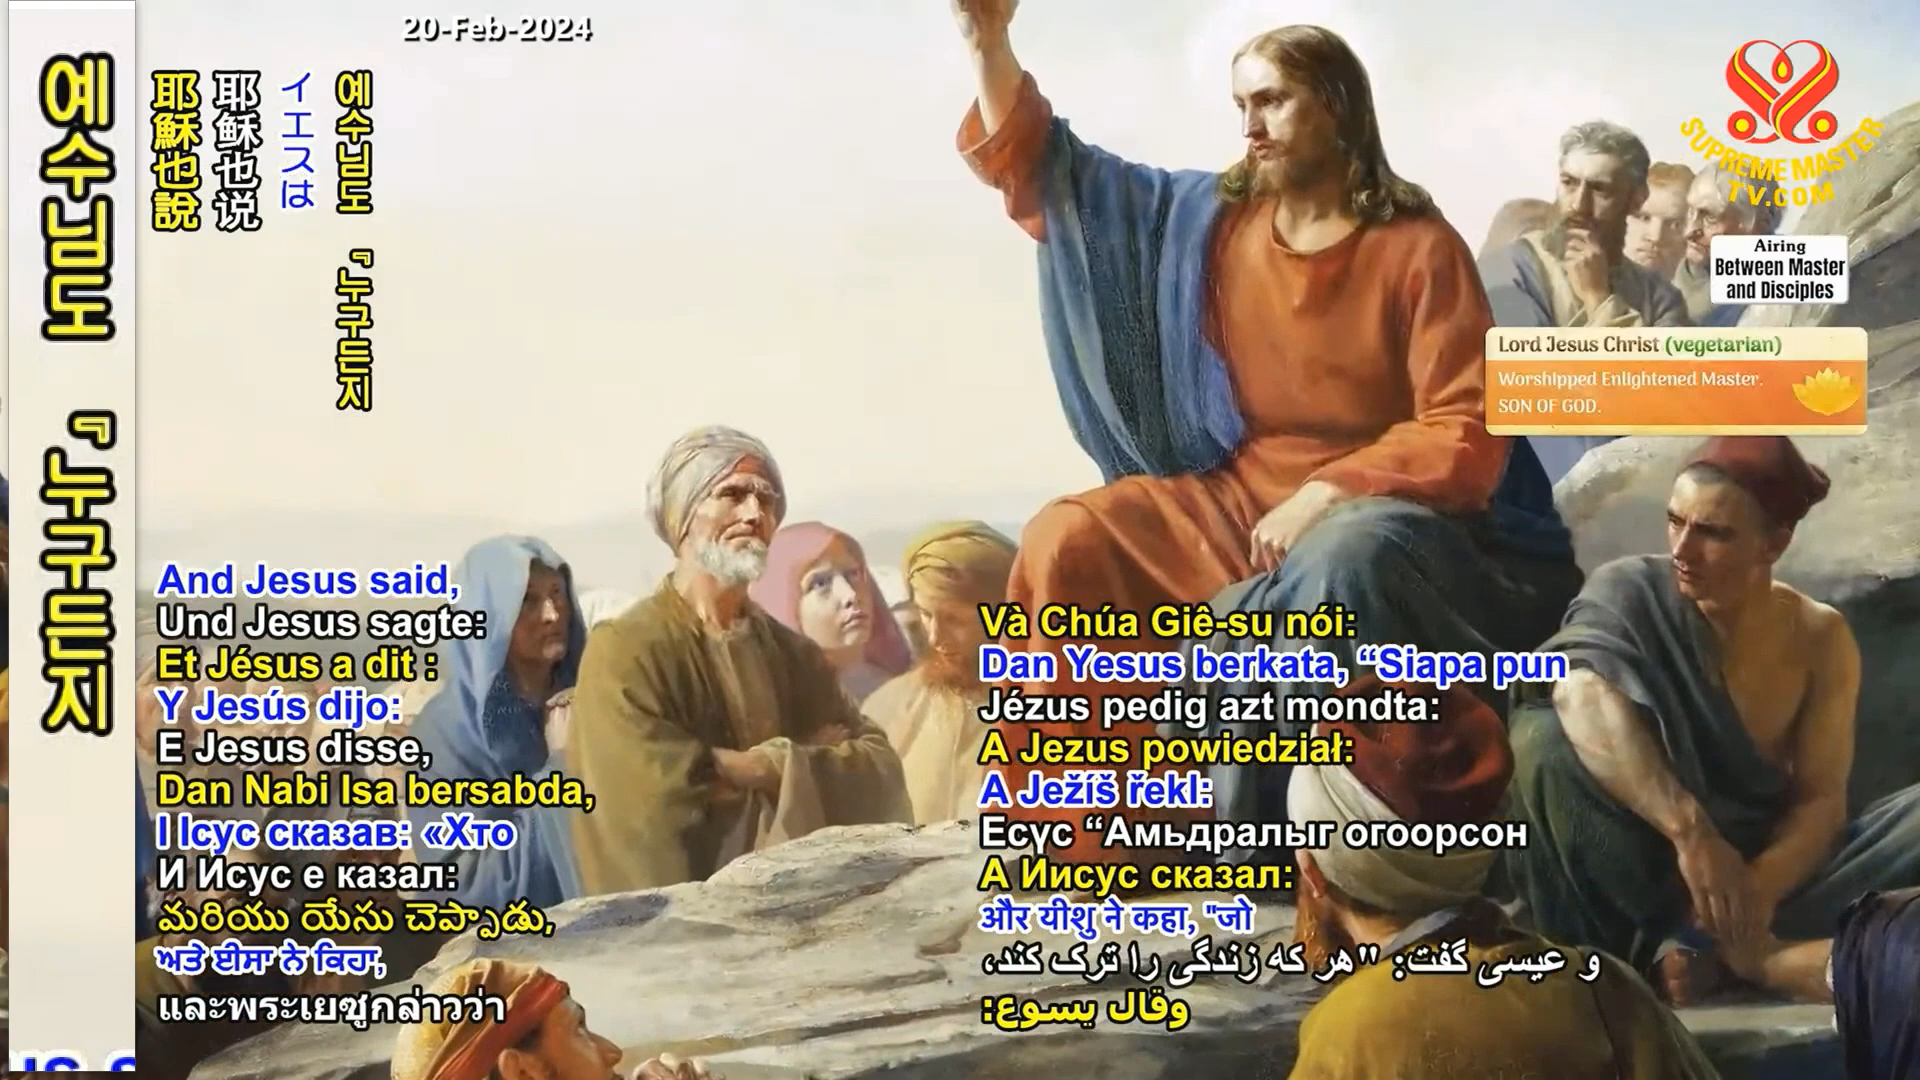 20-Feb-2024
예수님도 『누구든지
耶穌也說
耶稣也说
イエスは
예수님도 『누구든지
SUPREME MASTER
TV.COM
Airing
Between Master
and Disciples
Lord Jesus Christ (vegetarian)
Worshipped Enlightened Master.
SON OF GOD.
And Jesus said,
Und Jesus sagte:
Et Jésus a dit :
Y Jesús dijo:
E Jesus disse,
Dan Nabi Isa bersabda,
І Ісус сказав: «Хто
И Исус е казал:
మరియు యేసు చెప్పాడు,
ਅਤੇ ਈਸਾ ਨੇ ਕਿਹਾ,
และพระเยซูกล่าวว่า
Và Chúa Giê-su nói:
Dan Yesus berkata, “Siapa pun
Jézus pedig azt mondta:
A Jezus powiedział:
A Ježíš řekl:
Есүс “Амьдралыг огоорсон
А Иисус сказал:
और यीशु ने कहा, "जो
و عیسی گفت: "هر که زندگی را ترک کند،
وقال يسوع: